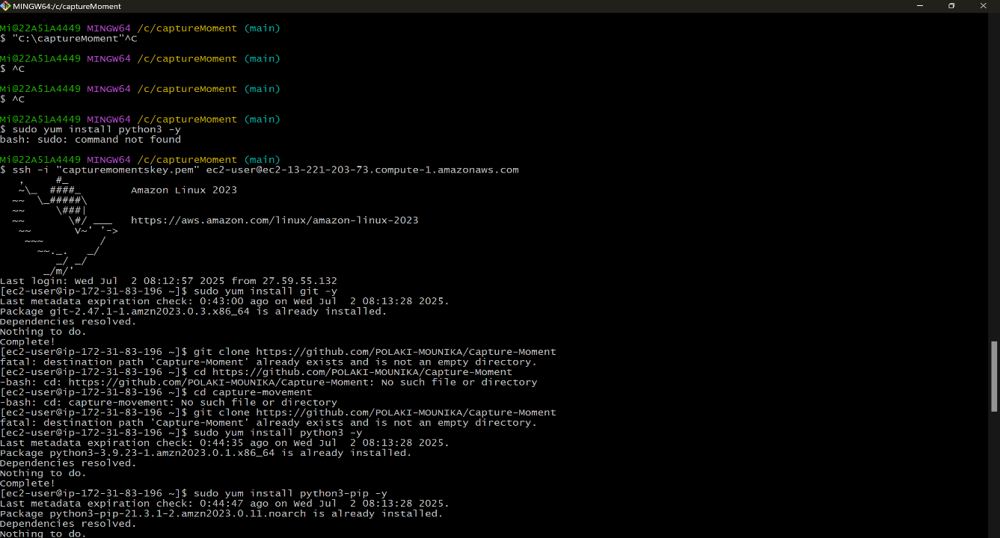 MINGW64:/c/captureMoment
Mi@22A51A4449 MINGW64 /c/captureMoment (main)
$ "C:\captureMoment"^C
Mi@22A51A4449 MINGW64 /c/captureMoment (main)
$ ^C
Mi@22A51A4449 MINGW64 /c/captureMoment (main)
$ ^C
Mi@22A51A4449 MINGW64 /c/captureMoment (main)
$ sudo yum install python3 -y
bash: sudo: command not found
Mi@22A51A4449 MINGW64 /c/captureMoment (main)
$ ssh -i "capturemomentskey.pem" ec2-user@ec2-13-221-203-73.compute-1.amazonaws.com
   ,     #_
   ~\_  ####_        Amazon Linux 2023
  ~~  \_#####\
  ~~     \###|
  ~~       \#/ ___   https://aws.amazon.com/linux/amazon-linux-2023
   ~~       V~' '->
    ~~~         /
      ~~._.   _/
         _/ _/
       _/m/'
Last login: Wed Jul  2 08:12:57 2025 from 27.59.55.132
[ec2-user@ip-172-31-83-196 ~]$ sudo yum install git -y
Last metadata expiration check: 0:43:00 ago on Wed Jul  2 08:13:28 2025.
Package git-2.47.1-1.amzn2023.0.3.x86_64 is already installed.
Dependencies resolved.
Nothing to do.
Complete!
[ec2-user@ip-172-31-83-196 ~]$ git clone https://github.com/POLAKI-MOUNIKA/Capture-Moment
fatal: destination path 'Capture-Moment' already exists and is not an empty directory.
[ec2-user@ip-172-31-83-196 ~]$ cd https://github.com/POLAKI-MOUNIKA/Capture-Moment
-bash: cd: https://github.com/POLAKI-MOUNIKA/Capture-Moment: No such file or directory
[ec2-user@ip-172-31-83-196 ~]$ cd capture-movement
-bash: cd: capture-movement: No such file or directory
[ec2-user@ip-172-31-83-196 ~]$ git clone https://github.com/POLAKI-MOUNIKA/Capture-Moment
fatal: destination path 'Capture-Moment' already exists and is not an empty directory.
[ec2-user@ip-172-31-83-196 ~]$ sudo yum install python3 -y
Last metadata expiration check: 0:44:35 ago on Wed Jul  2 08:13:28 2025.
Package python3-3.9.23-1.amzn2023.0.1.x86_64 is already installed.
Dependencies resolved.
Nothing to do.
Complete!
[ec2-user@ip-172-31-83-196 ~]$ sudo yum install python3-pip -y
Last metadata expiration check: 0:44:47 ago on Wed Jul  2 08:13:28 2025.
Package python3-pip-21.3.1-2.amzn2023.0.11.noarch is already installed.
Dependencies resolved.
Nothing to do.